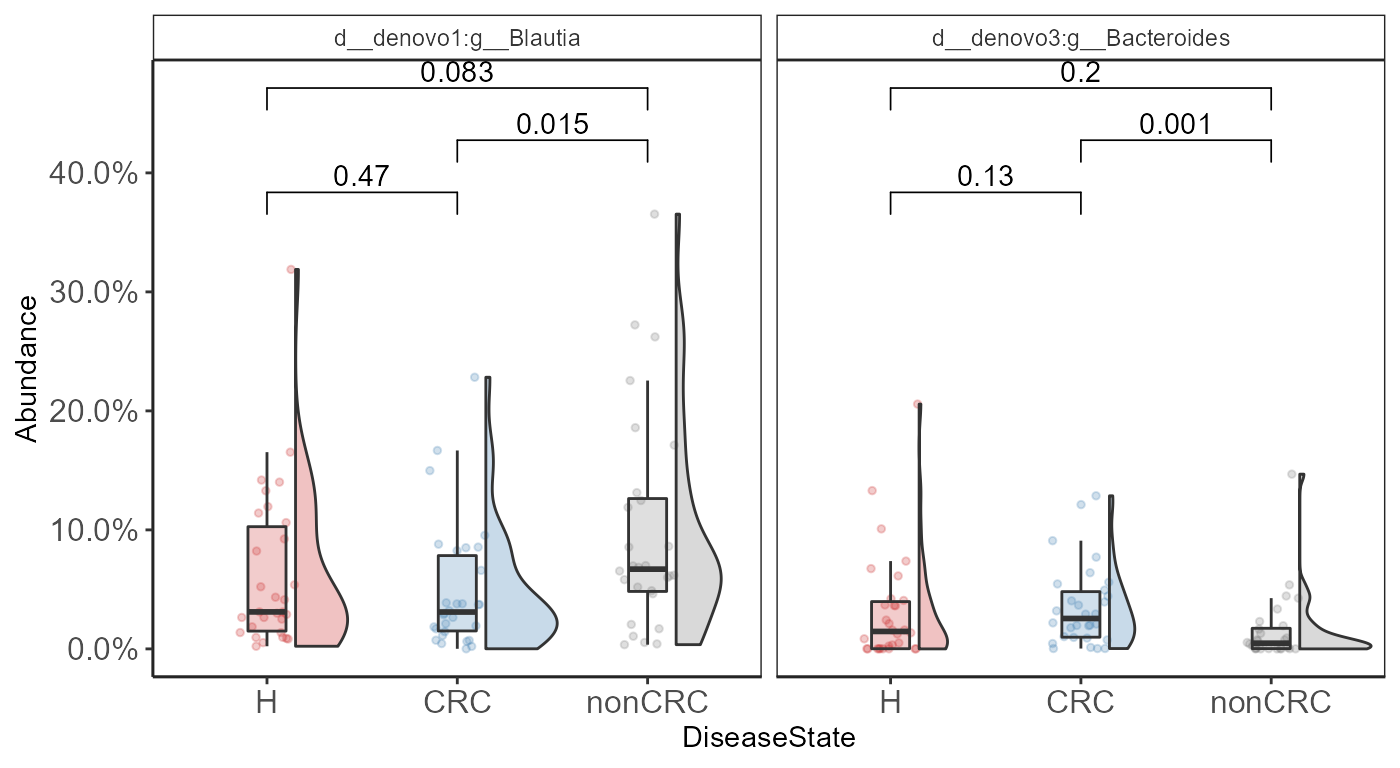 d__denovo1:g__Blautia
d__denovo3:g__Bacteroides
0.083
0.2
0.015
0.001
0.47
0.13
40.0%
30.0%
20.0%
10.0%
0.0%
Abundance
H
CRC
nonCRC
H
CRC
nonCRC
DiseaseState